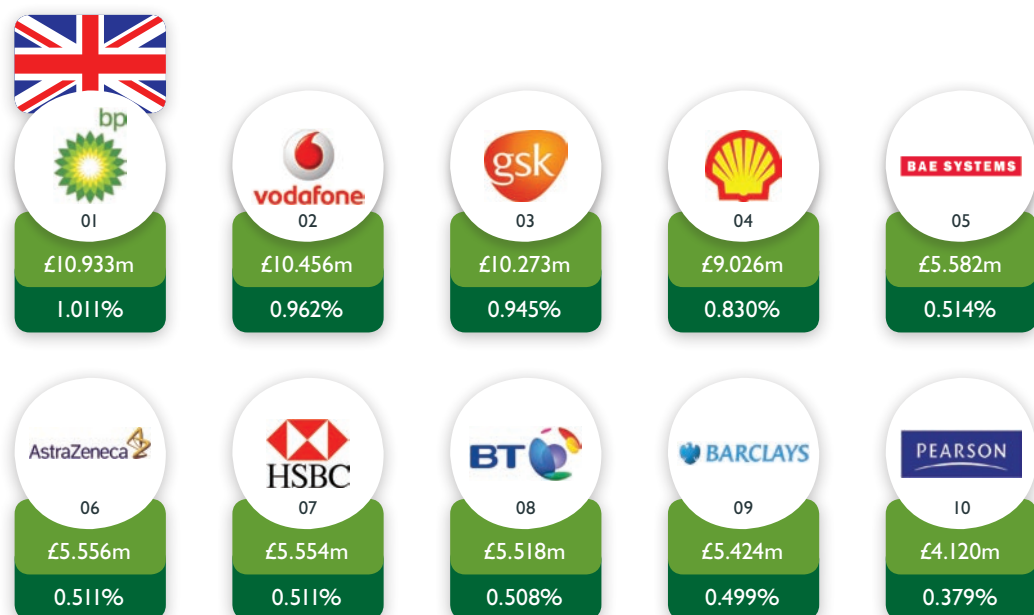 bp
01
£10.933m
1.011%
vodafone
02
£10.456m
0.962%
gsk
03
£10.273m
0.945%
04
£9.026m
0.830%
BAE SYSTEMS
05
£5.582m
0.514%
AstraZeneca
06
£5.556m
0.511%
HSBC
07
£5.554m
0.511%
BT
08
£5.518m
0.508%
BARCLAYS
09
£5.424m
0.499%
PEARSON
10
£4.120m
0.379%